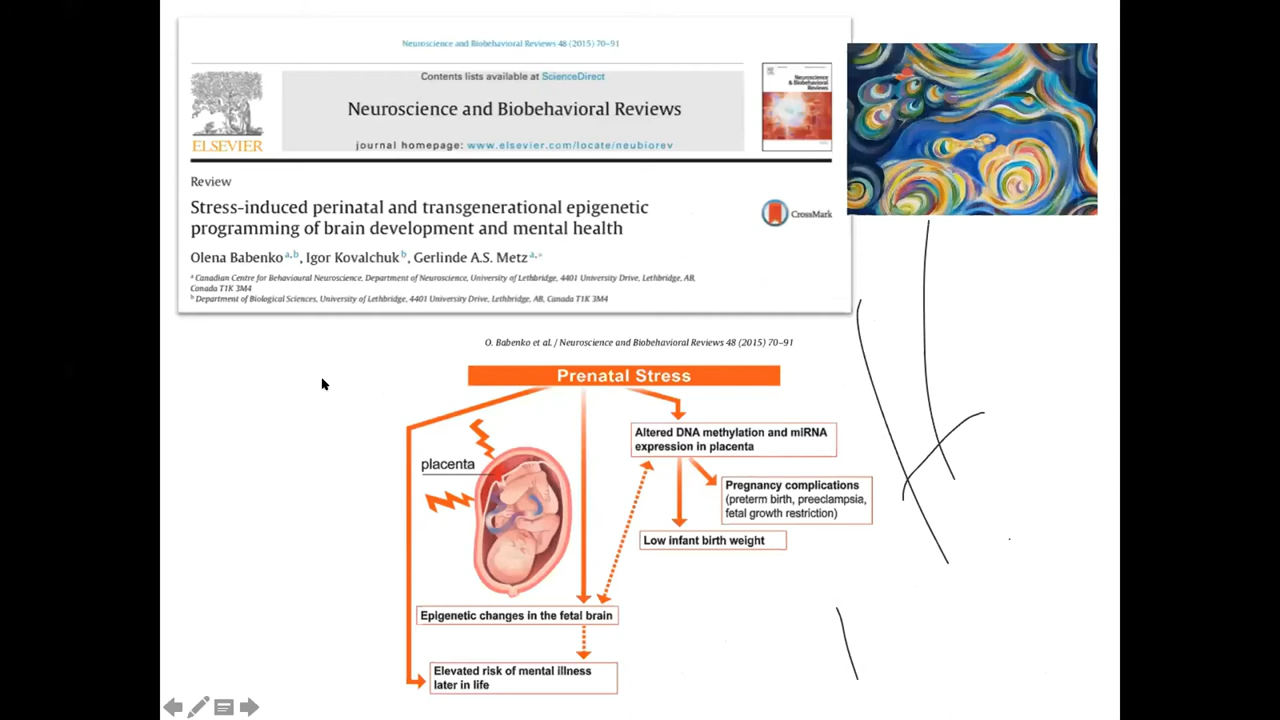 Neuroscience and Biobehavioral Reviews 48 (2015) 70–91
Contents lists available at ScienceDirect
Neuroscience and Biobehavioral Reviews
journal homepage: www.elsevier.com/locate/neubiorev
ELSEVIER
Neuroscience
& Biobehavioral
Reviews
Review
Stress-induced perinatal and transgenerational epigenetic
programming of brain development and mental health
CrossMark
Olena Babenko a,b, Igor Kovalchuk b, Gerlinde A.S. Metz a,*
a Canadian Centre for Behavioural Neuroscience, Department of Neuroscience, University of Lethbridge, 4401 University Drive, Lethbridge, AB,
Canada T1K 3M4
b Department of Biological Sciences, University of Lethbridge, 4401 University Drive, Lethbridge, AB, Canada T1K 3M4
O. Babenko et al. / Neuroscience and Biobehavioral Reviews 48 (2015) 70–91
Prenatal Stress
Altered DNA methylation and miRNA
expression in placenta
placenta
Pregnancy complications
(preterm birth, preeclampsia,
fetal growth restriction)
Low infant birth weight
Epigenetic changes in the fetal brain
Elevated risk of mental illness
later in life